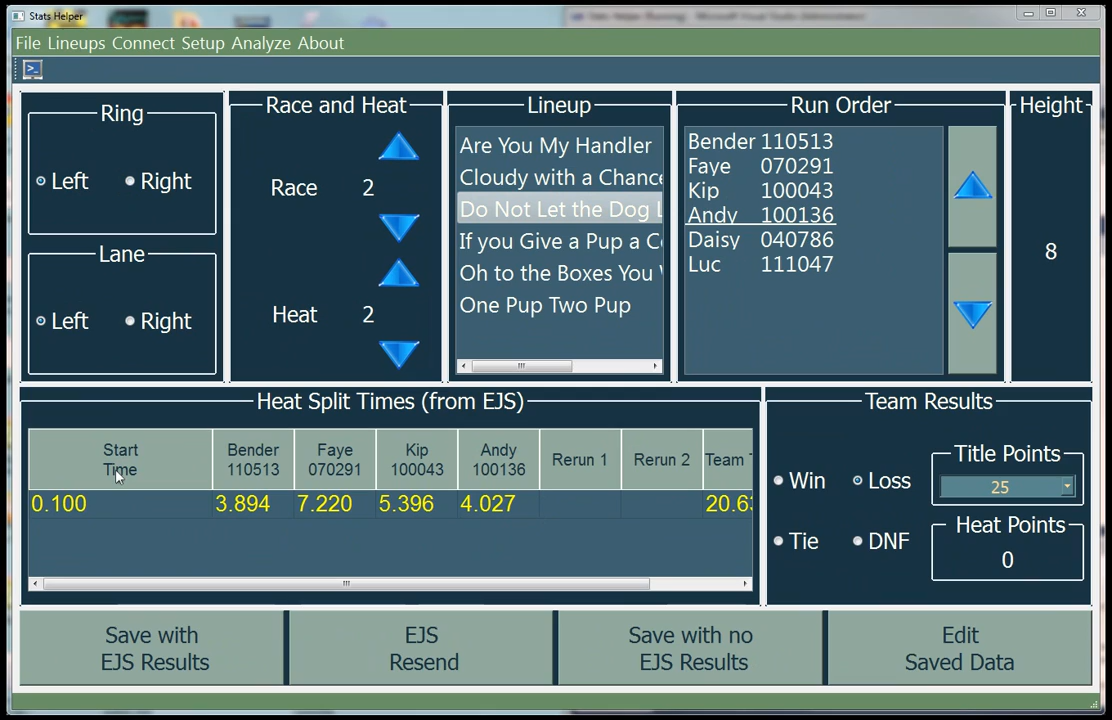 Stats Helper
File Lineups Connect Setup Analyze About
Ring
Left
Right
Lane
Left
Right
Race and Heat
Race 2
Heat 2
Lineup
Are You My Handler
Cloudy with a Chance
Do Not Let the Dog
If you Give a Pup a
Oh to the Boxes You
One Pup Two Pup
Run Order
Bender 110513
Faye 070291
Kip 100043
Andy 100136
Daisy 040786
Luc 111047
Height
8
Heat Split Times (from EJS)
Start Time
Bender 110513
Faye 070291
Kip 100043
Andy 100136
Rerun 1
Rerun 2
Team
0.100 3.894 7.220 5.396 4.027 20.63
Team Results
Win
Loss
Tie
DNF
Title Points
25
Heat Points
0
Save with
EJS Results
EJS
Resend
Save with no
EJS Results
Edit
Saved Data